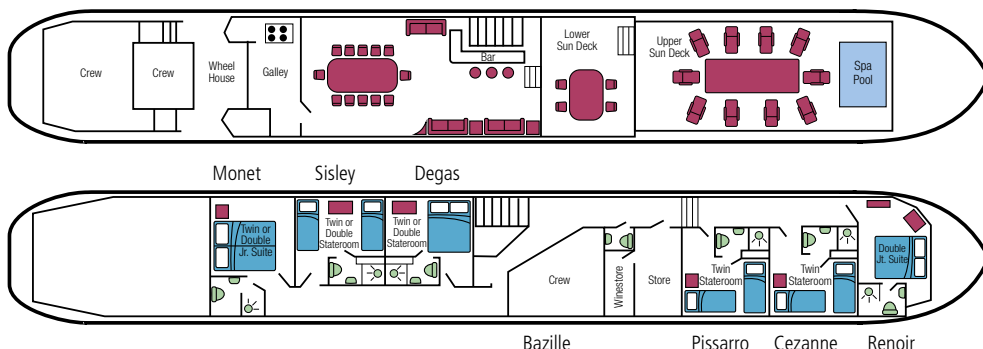 Crew
Crew
Wheel
House
Galley
Bar
Lower
Sun Deck
Upper
Sun Deck
Spa
Pool
Monet
Sisley
Degas
Twin or
Double
Jr. Suite
Twin or
Double
Stateroom
Twin or
Double
Stateroom
Crew
Winestore
Store
Twin
Stateroom
Twin
Stateroom
Double
Jt. Suite
Bazille
Pissarro
Cezanne
Renoir